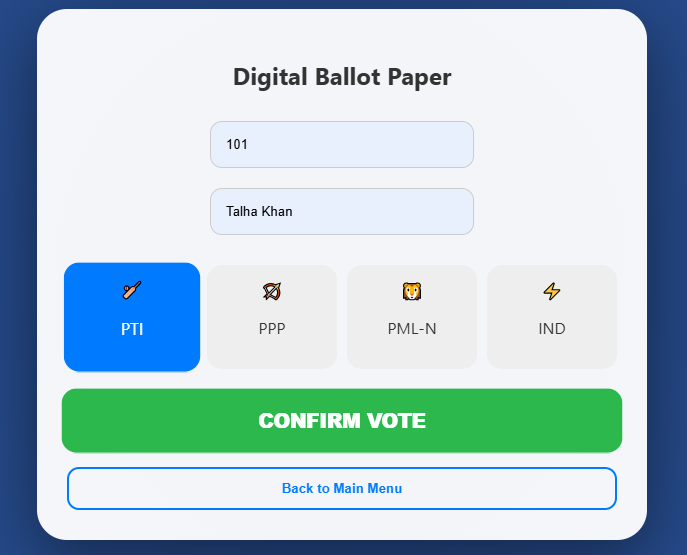 Digital Ballot Paper
101
Talha Khan
PTI
PPP
PML-N
IND
CONFIRM VOTE
Back to Main Menu